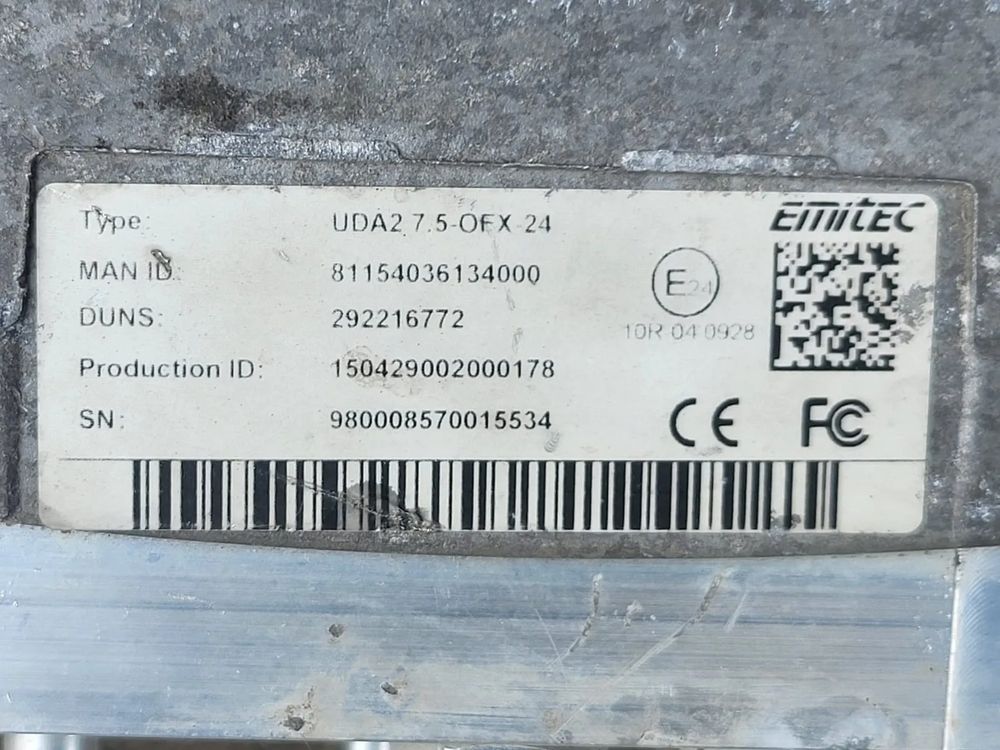 Type: UDA2.7.5-OEX-24
EMITEC
MAN ID: 81154036134000
E24
DUNS: 292216772
10R-04 0928
Production ID: 150429002000178
SN: 980008570015534
CE FC